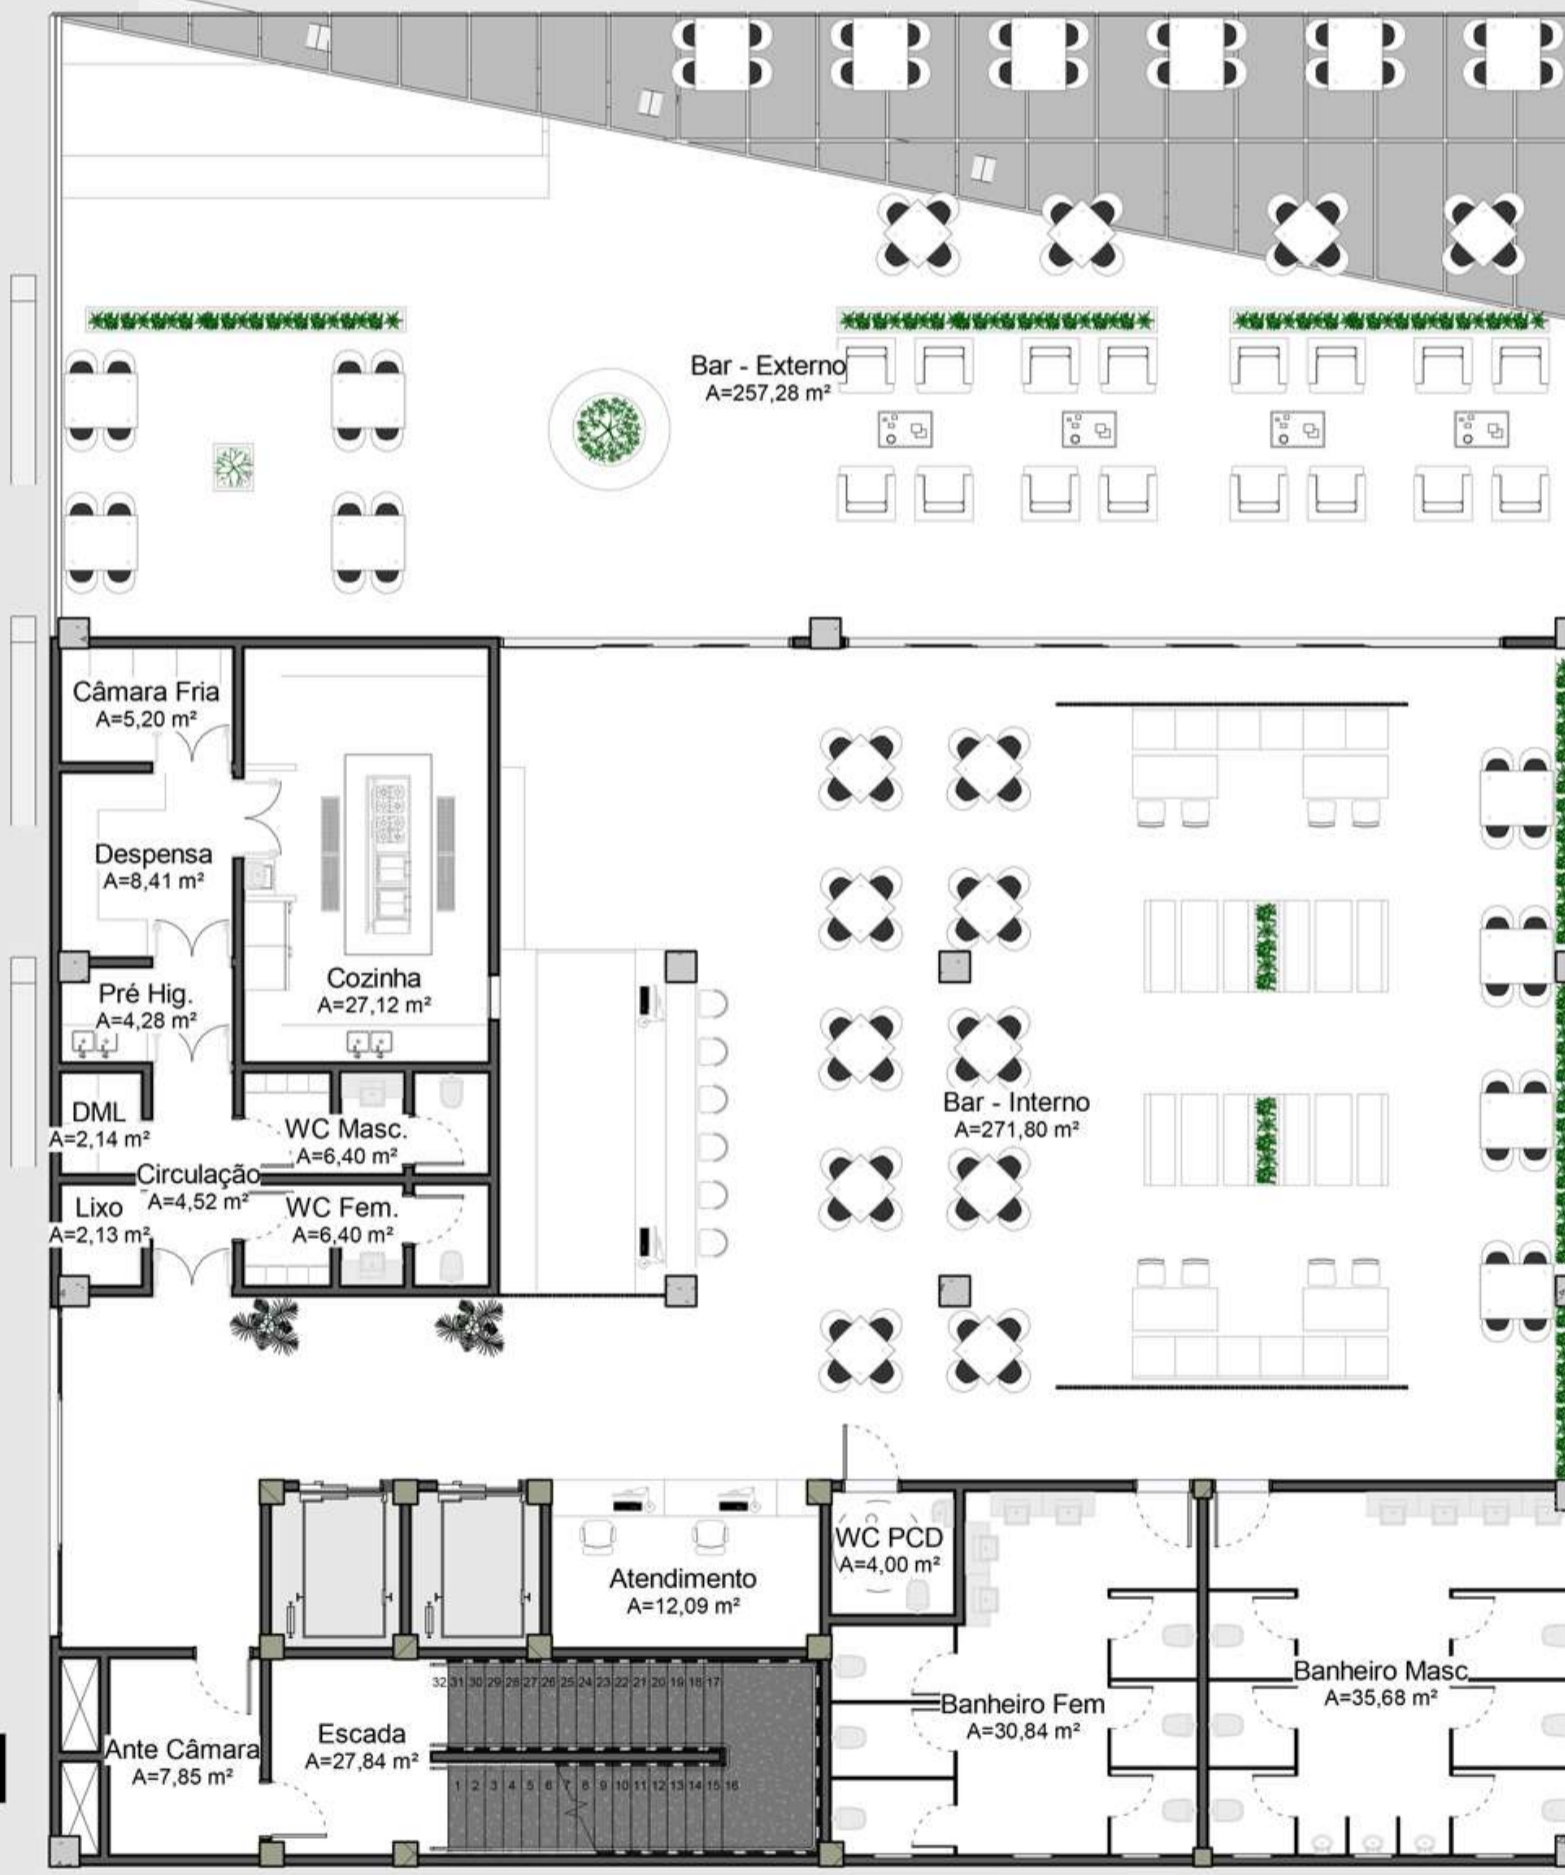 Bar - Externo
A=257,28 m²
Câmara Fria
A=5,20 m²
Despensa
A=8,41 m²
Cozinha
A=27,12 m²
Pré Hig.
A=4,28 m²
DML
A=2,14 m²
WC Masc.
A=6,40 m²
Bar - Interno
A=271,80 m²
Circulação
A=4,52 m²
Lixo
A=2,13 m²
WC Fem.
A=6,40 m²
WC PCD
A=4,00 m²
Atendimento
A=12,09 m²
Banheiro Masc
A=35,68 m²
32 31 30 29 28 27 26 25 24 23 22 21 20 19 18 17
Banheiro Fem
A=30,84 m²
Escada
A=27,84 m²
Ante Câmara
A=7,85 m²
1 2 3 4 5 6 7 8 9 10 11 12 13 14 15 16